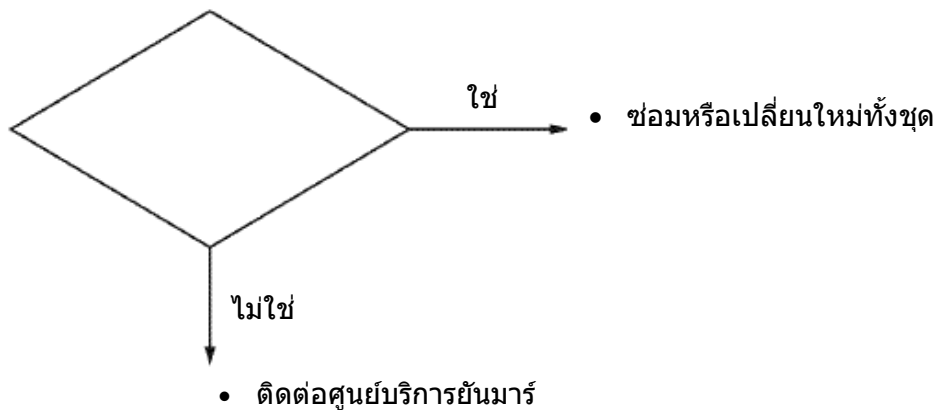 ใช่
• ซ่อมหรือเปลี่ยนใหม่ทั้งชุด
ไม่ใช่
• ติดต่อศูนย์บริการยันมาร์